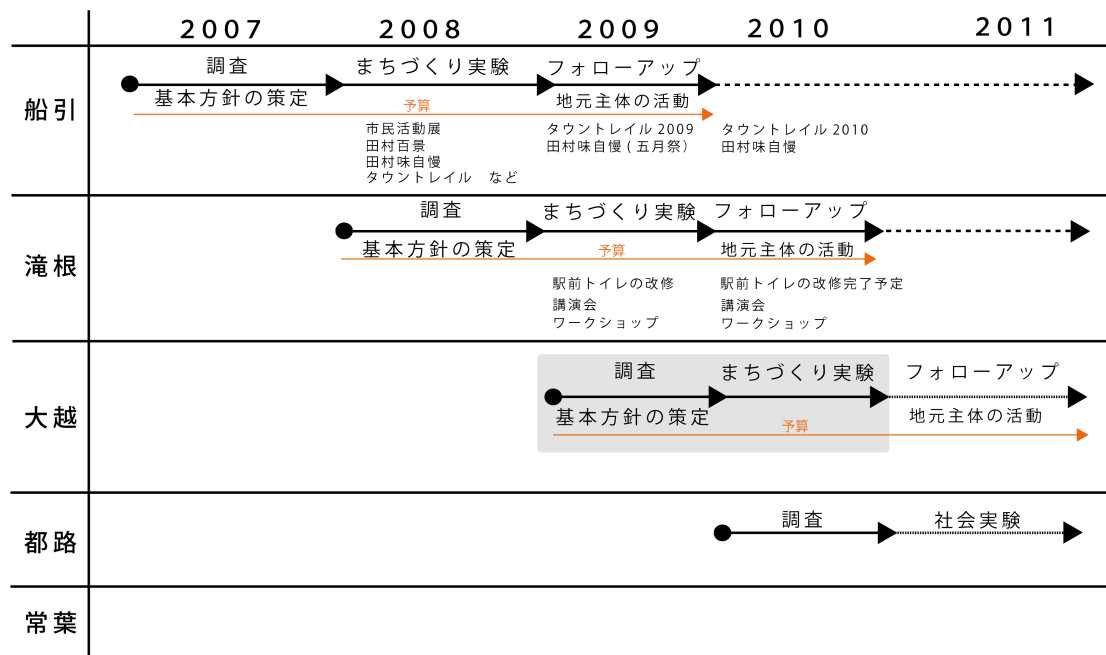 2007 2008 2009 2010 2011
船引
調査 まちづくり実験 フォローアップ
基本方針の策定 地元主体の活動
予算
市民活動展
田村百景
田村味自慢
タウントレイル など
タウントレイル 2009
田村味自慢 ( 五月祭）
タウントレイル 2010
田村味自慢
滝根
調査 まちづくり実験 フォローアップ
基本方針の策定 地元主体の活動
予算
駅前トイレの改修
講演会
ワークショップ
駅前トイレの改修完了予定
講演会
ワークショップ
大越
調査 まちづくり実験 フォローアップ
基本方針の策定 地元主体の活動
予算
都路
調査 社会実験
常葉